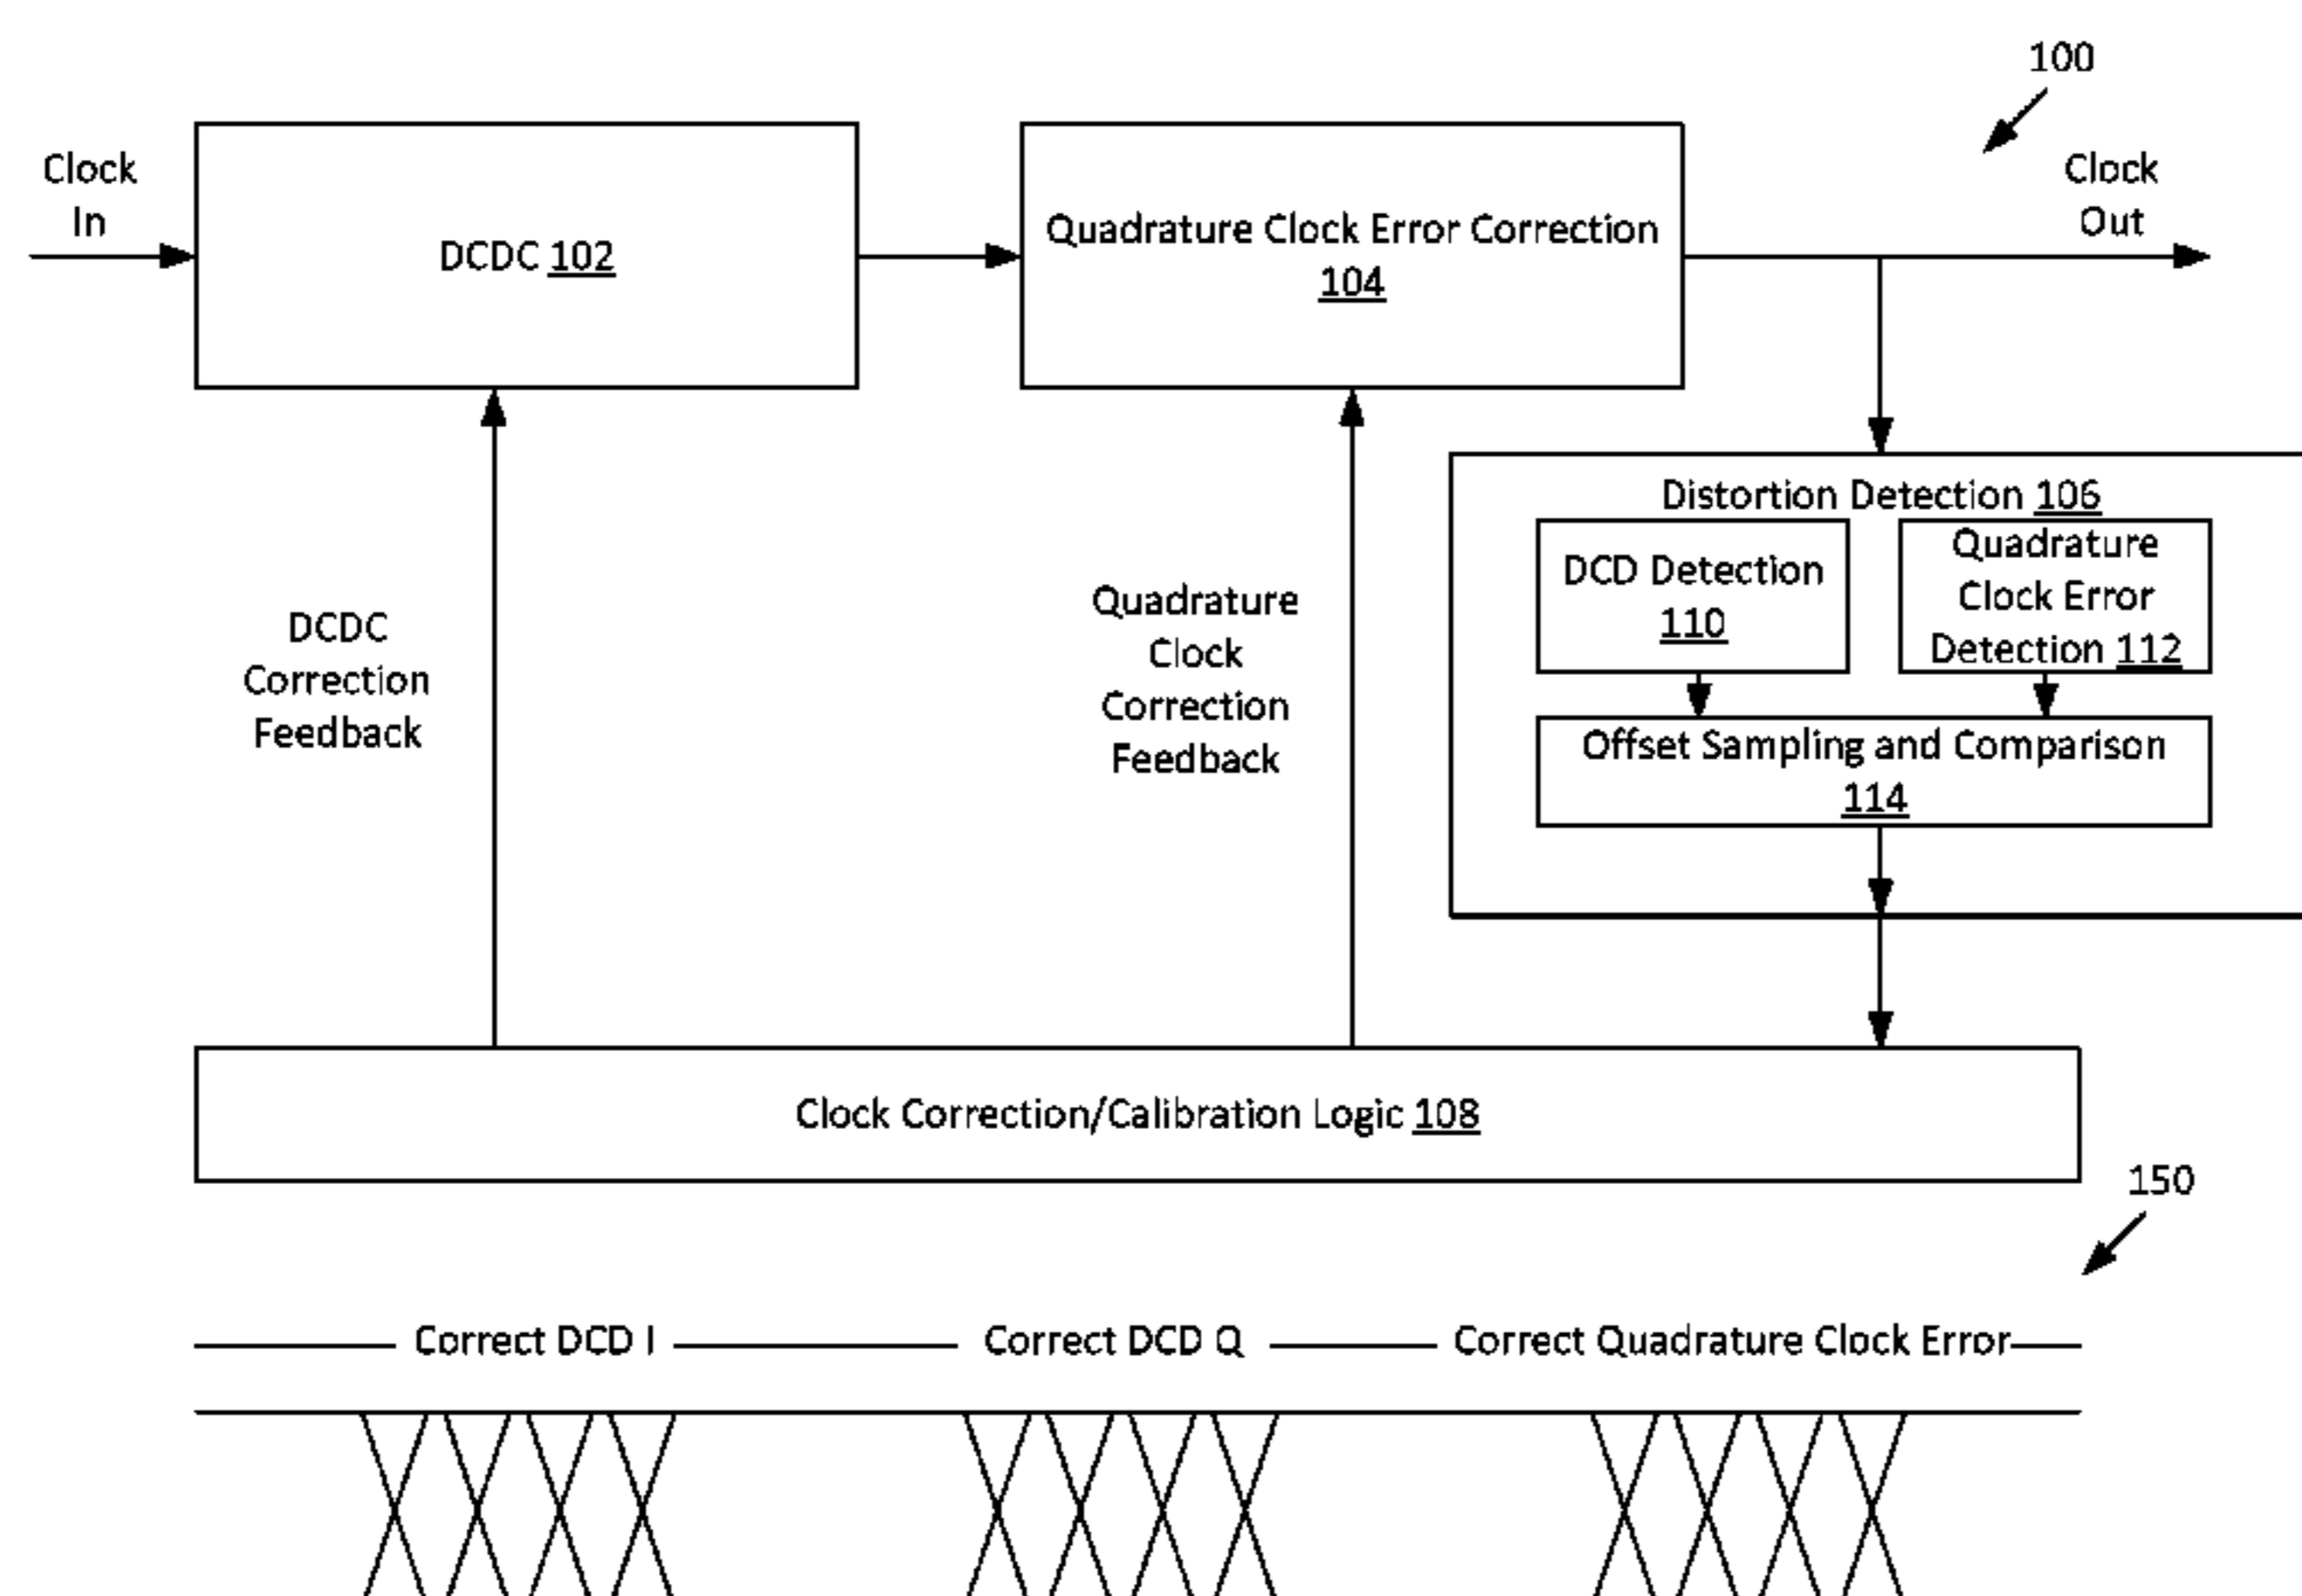 100
Clock
In
DCDC 102
Quadrature Clock Error Correction
104
Clock
Out
Distortion Detection 106
DCD Detection
110
Quadrature
Clock Error
Detection 112
Offset Sampling and Comparison
114
DCDC
Correction
Feedback
Quadrature
Clock
Correction
Feedback
Clock Correction/Calibration Logic 108
150
Correct DCD I
Correct DCD Q
Correct Quadrature Clock Error